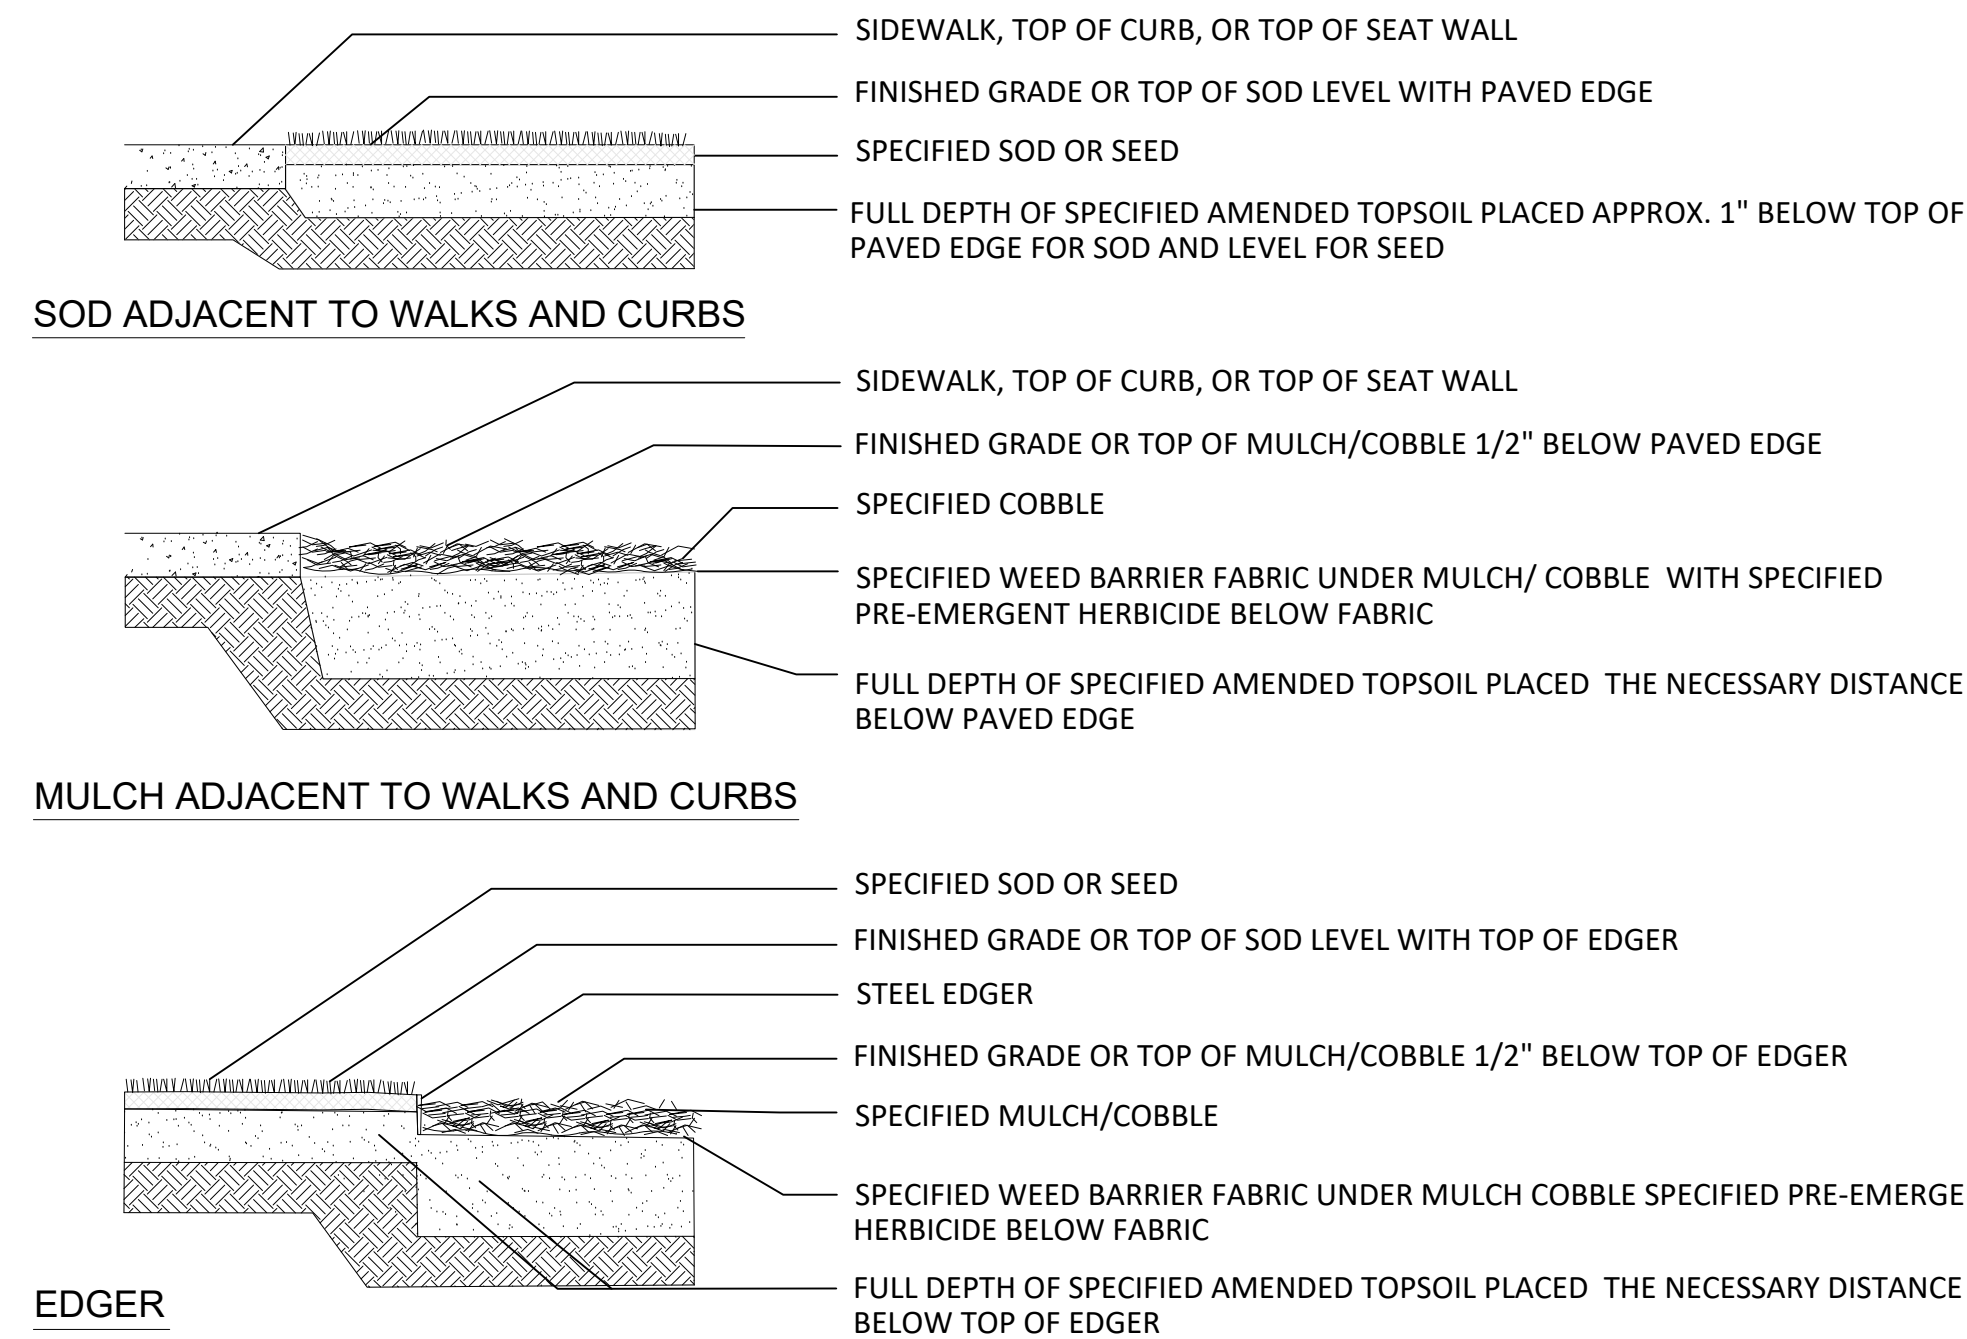 SIDEWALK, TOP OF CURB, OR TOP OF SEAT WALL
FINISHED GRADE OR TOP OF SOD LEVEL WITH PAVED EDGE
SPECIFIED SOD OR SEED
FULL DEPTH OF SPECIFIED AMENDED TOPSOIL PLACED APPROX. 1" BELOW TOP OF
PAVED EDGE FOR SOD AND LEVEL FOR SEED
SOD ADJACENT TO WALKS AND CURBS
SIDEWALK, TOP OF CURB, OR TOP OF SEAT WALL
FINISHED GRADE OR TOP OF MULCH/COBBLE 1/2" BELOW PAVED EDGE
SPECIFIED COBBLE
SPECIFIED WEED BARRIER FABRIC UNDER MULCH/ COBBLE WITH SPECIFIED
PRE-EMERGENT HERBICIDE BELOW FABRIC
FULL DEPTH OF SPECIFIED AMENDED TOPSOIL PLACED THE NECESSARY DISTANCE
BELOW PAVED EDGE
MULCH ADJACENT TO WALKS AND CURBS
SPECIFIED SOD OR SEED
FINISHED GRADE OR TOP OF SOD LEVEL WITH TOP OF EDGER
STEEL EDGER
FINISHED GRADE OR TOP OF MULCH/COBBLE 1/2" BELOW TOP OF EDGER
SPECIFIED MULCH/COBBLE
SPECIFIED WEED BARRIER FABRIC UNDER MULCH COBBLE SPECIFIED PRE-EMERGE
HERBICIDE BELOW FABRIC
FULL DEPTH OF SPECIFIED AMENDED TOPSOIL PLACED THE NECESSARY DISTANCE
BELOW TOP OF EDGER
EDGER